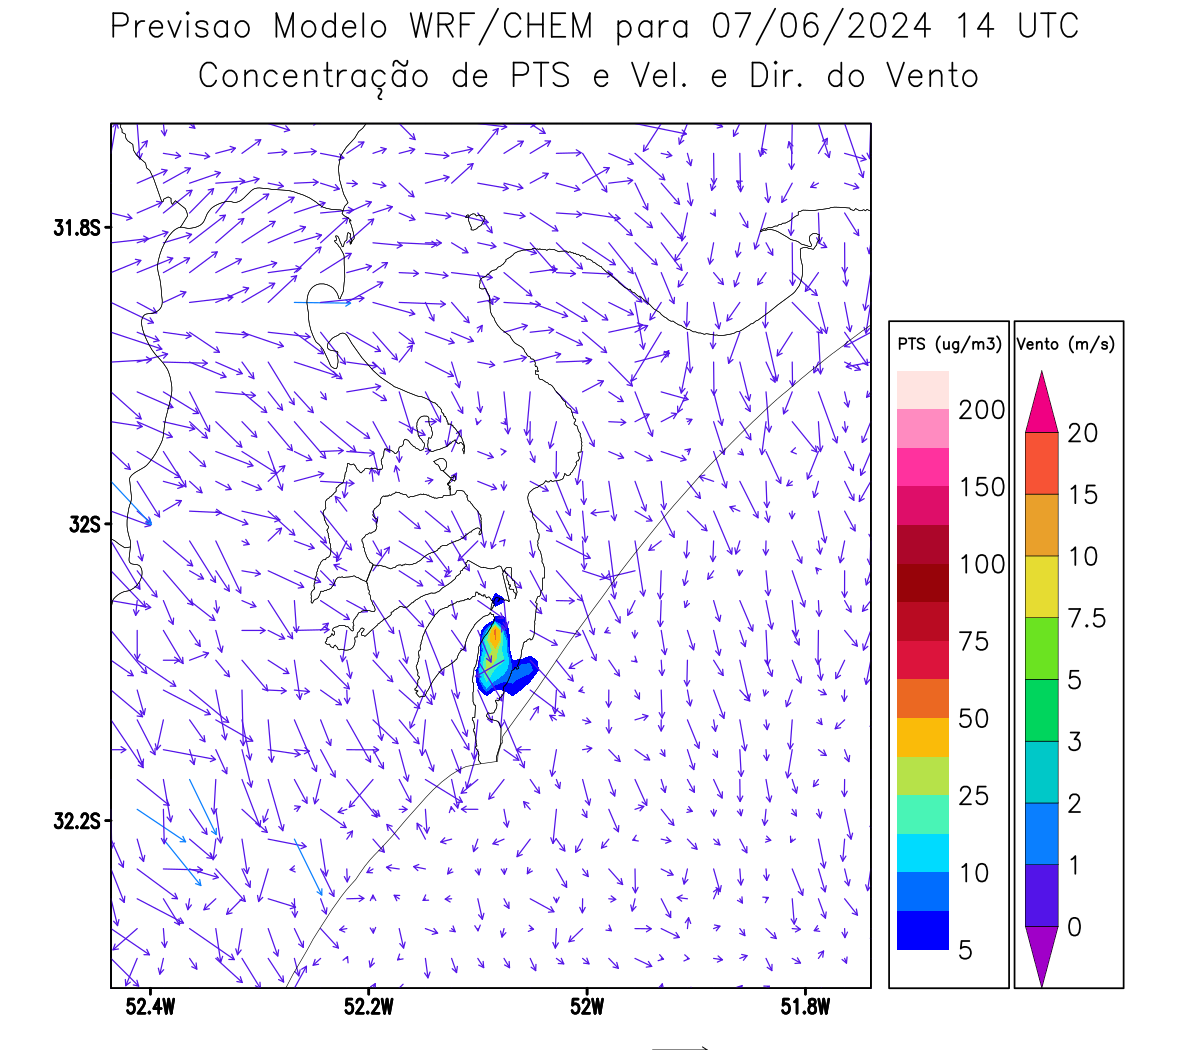 Previsao Modelo WRF/CHEM para 07/06/2024 14 UTC
Concentração de PTS e Vel. e Dir. do Vento
31.8S
32S
32.2S
52.4W 52.2W 52W 51.8W
PTS (ug/m3)
200
150
100
75
50
25
10
5
Vento (m/s)
20
15
10
7.5
5
3
2
1
0